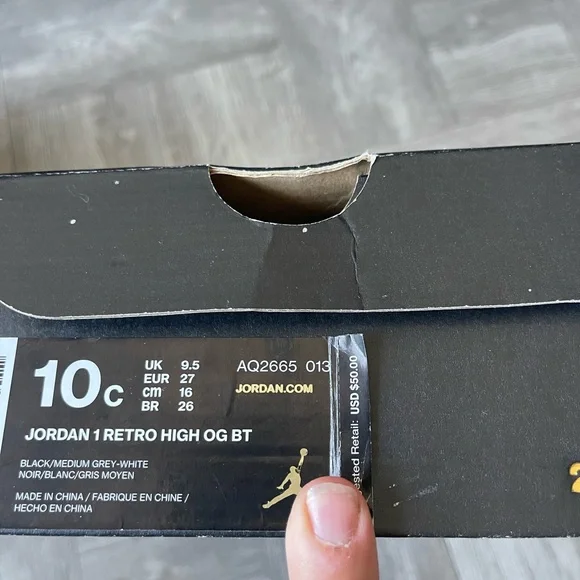 10C
UK 9.5
EUR 27
cm 16
BR 26
AQ2665 013
JORDAN.COM
JORDAN 1 RETRO HIGH OG BT
BLACK/MEDIUM GREY-WHITE
NOIR/BLANC/GRIS MOYEN
MADE IN CHINA / FABRIQUE EN CHINE /
HECHO EN CHINA
ested Retail: USD $50.00